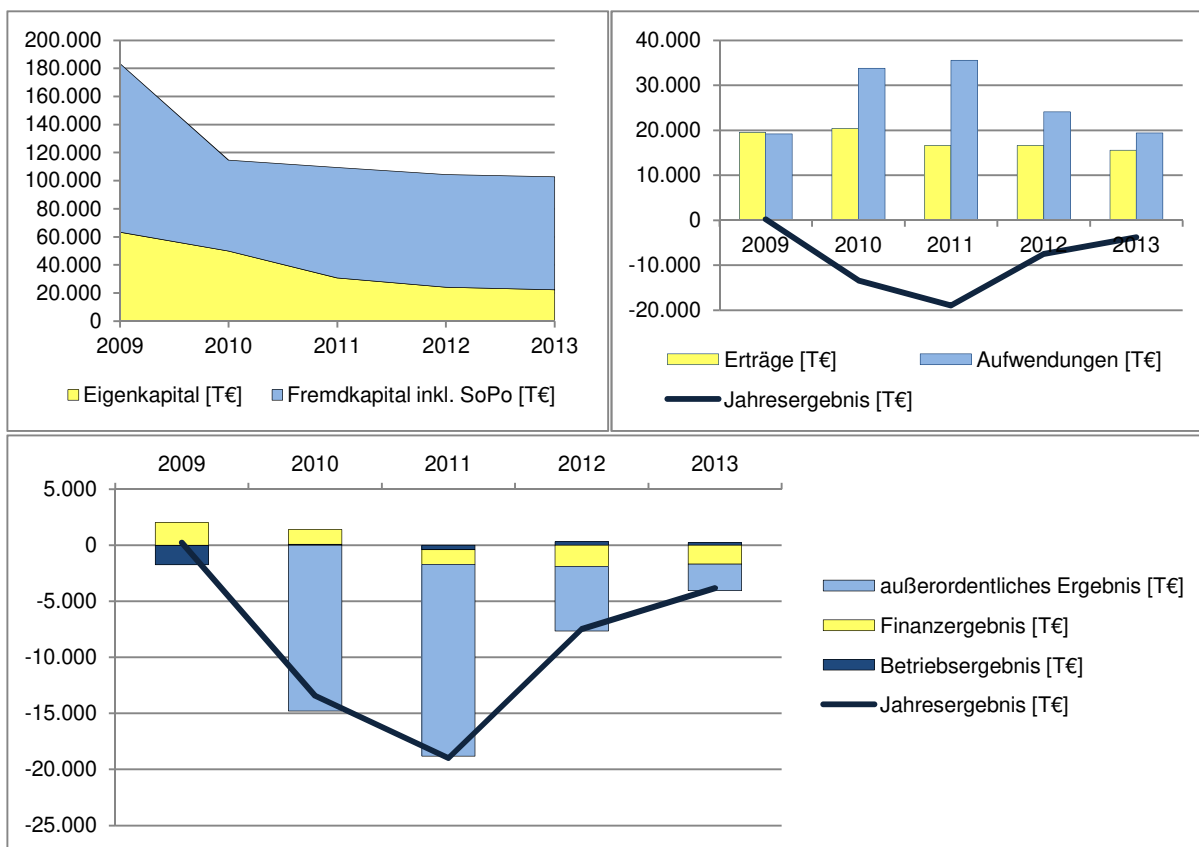 200.000
180.000
160.000
140.000
120.000
100.000
80.000
60.000
40.000
20.000
0
2009 2010 2011 2012 2013
Eigenkapital [T€] Fremdkapital inkl. SoPo [T€]
40.000
30.000
20.000
10.000
0
2009 2010 2011 2012 2013
-10.000
-20.000
Erträge [T€] Aufwendungen [T€]
Jahresergebnis [T€]
2009 2010 2011 2012 2013
5.000
0
-5.000
-10.000
-15.000
-20.000
-25.000
außerordentliches Ergebnis [T€]
Finanzergebnis [T€]
Betriebsergebnis [T€]
Jahresergebnis [T€]